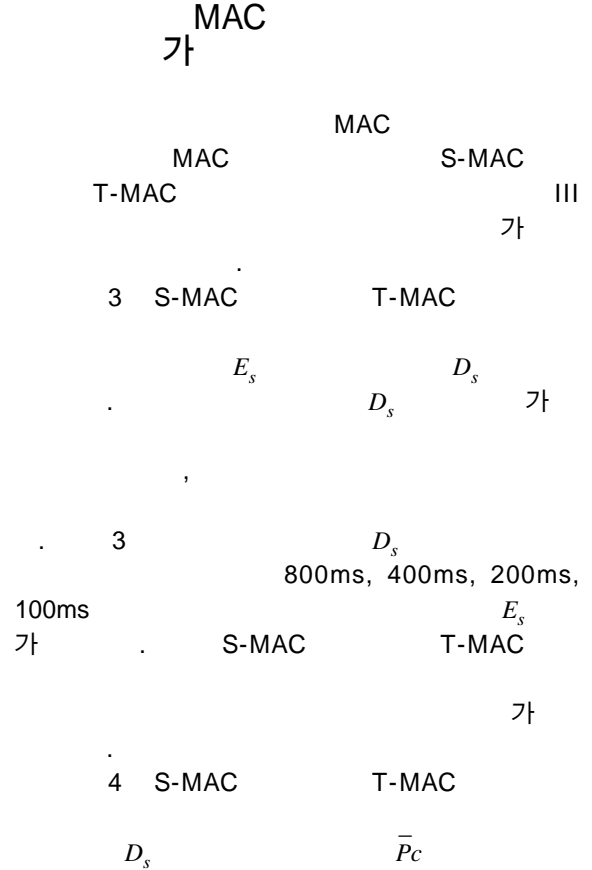 MAC
가
MAC
MAC S-MAC
T-MAC III
가
.
3 S-MAC T-MAC
E_s D_s
. D_s 가
,
. 3 D_s
800ms, 400ms, 200ms,
100ms E_s
가 . S-MAC T-MAC
가
.
4 S-MAC T-MAC
D_s P̅c